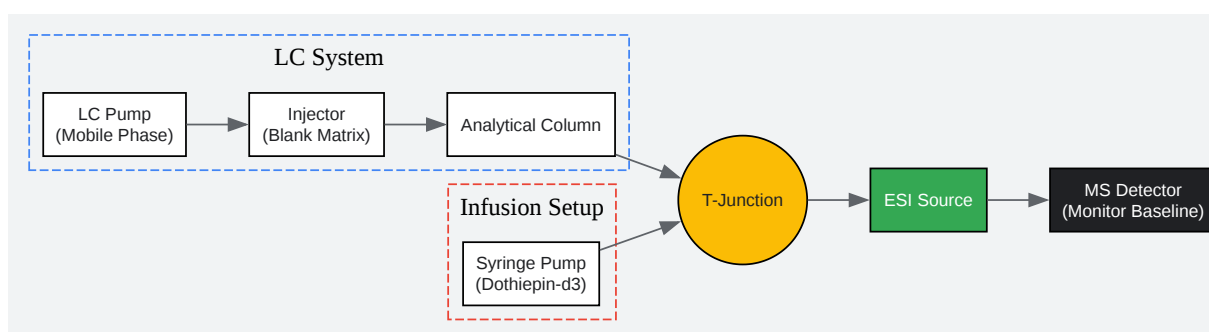 LC System
LC Pump
(Mobile Phase)
Injector
(Blank Matrix)
Analytical Column
Infusion Setup
Syringe Pump
(Dothiepin-d3)
T-Junction
ESI Source
MS Detector
(Monitor Baseline)